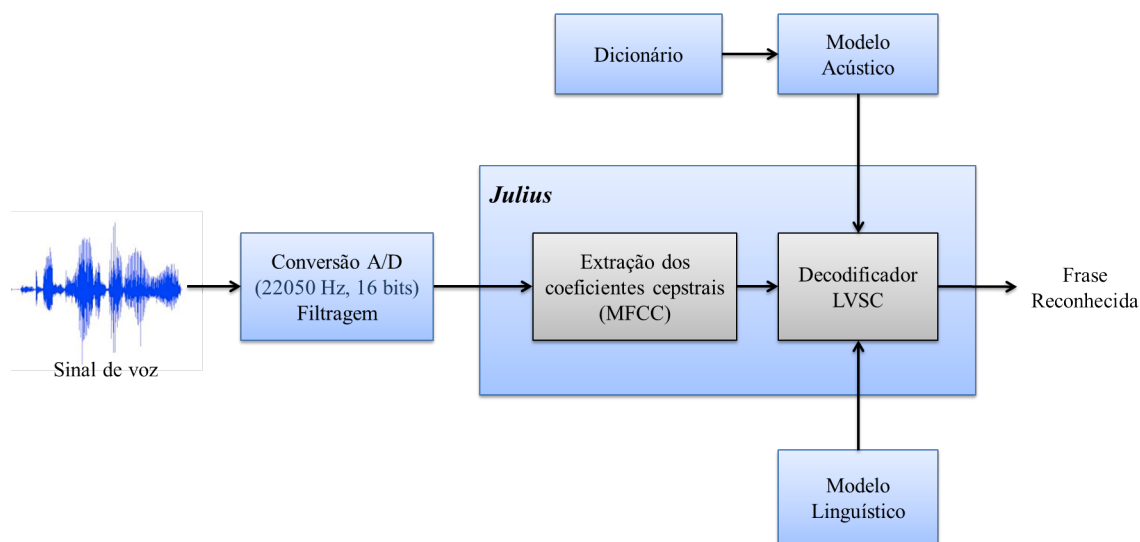 Dicionário
Modelo
Acústico
Julius
Sinal de voz
Conversão A/D
(22050 Hz, 16 bits)
Filtragem
Extração dos
coeficientes cepstrais
(MFCC)
Decodificador
LVSC
Frase
Reconhecida
Modelo
Linguístico